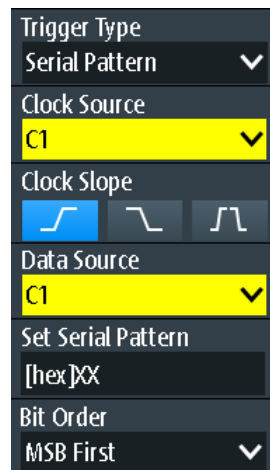 Trigger Type
Serial Pattern
Clock Source
C1
Clock Slope
Data Source
C1
Set Serial Pattern
[hex]XX
Bit Order
MSB First